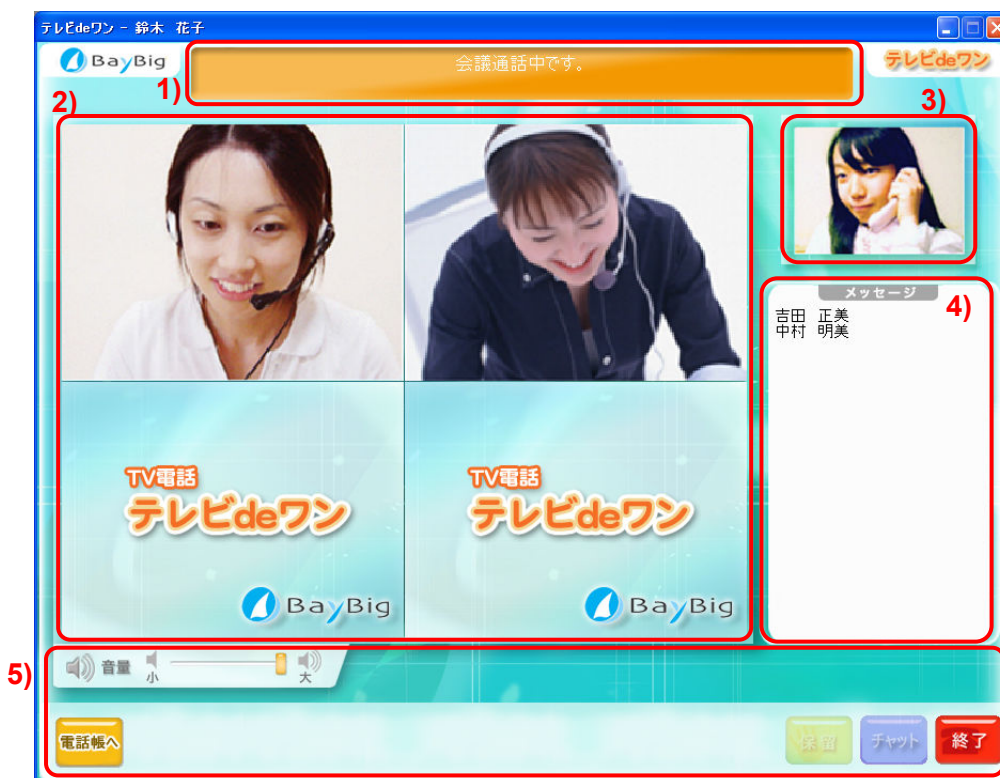 テレビdeワン - 鈴木 花子
BayBig
会議通話中です。
テレビdeワン
1)
2)
3)
メッセージ
4)
吉田 正美
中村 明美
TV電話
テレビdeワン
BayBig
TV電話
テレビdeワン
BayBig
5)
音量
小
大
電話帳へ
保留
チャット
終了